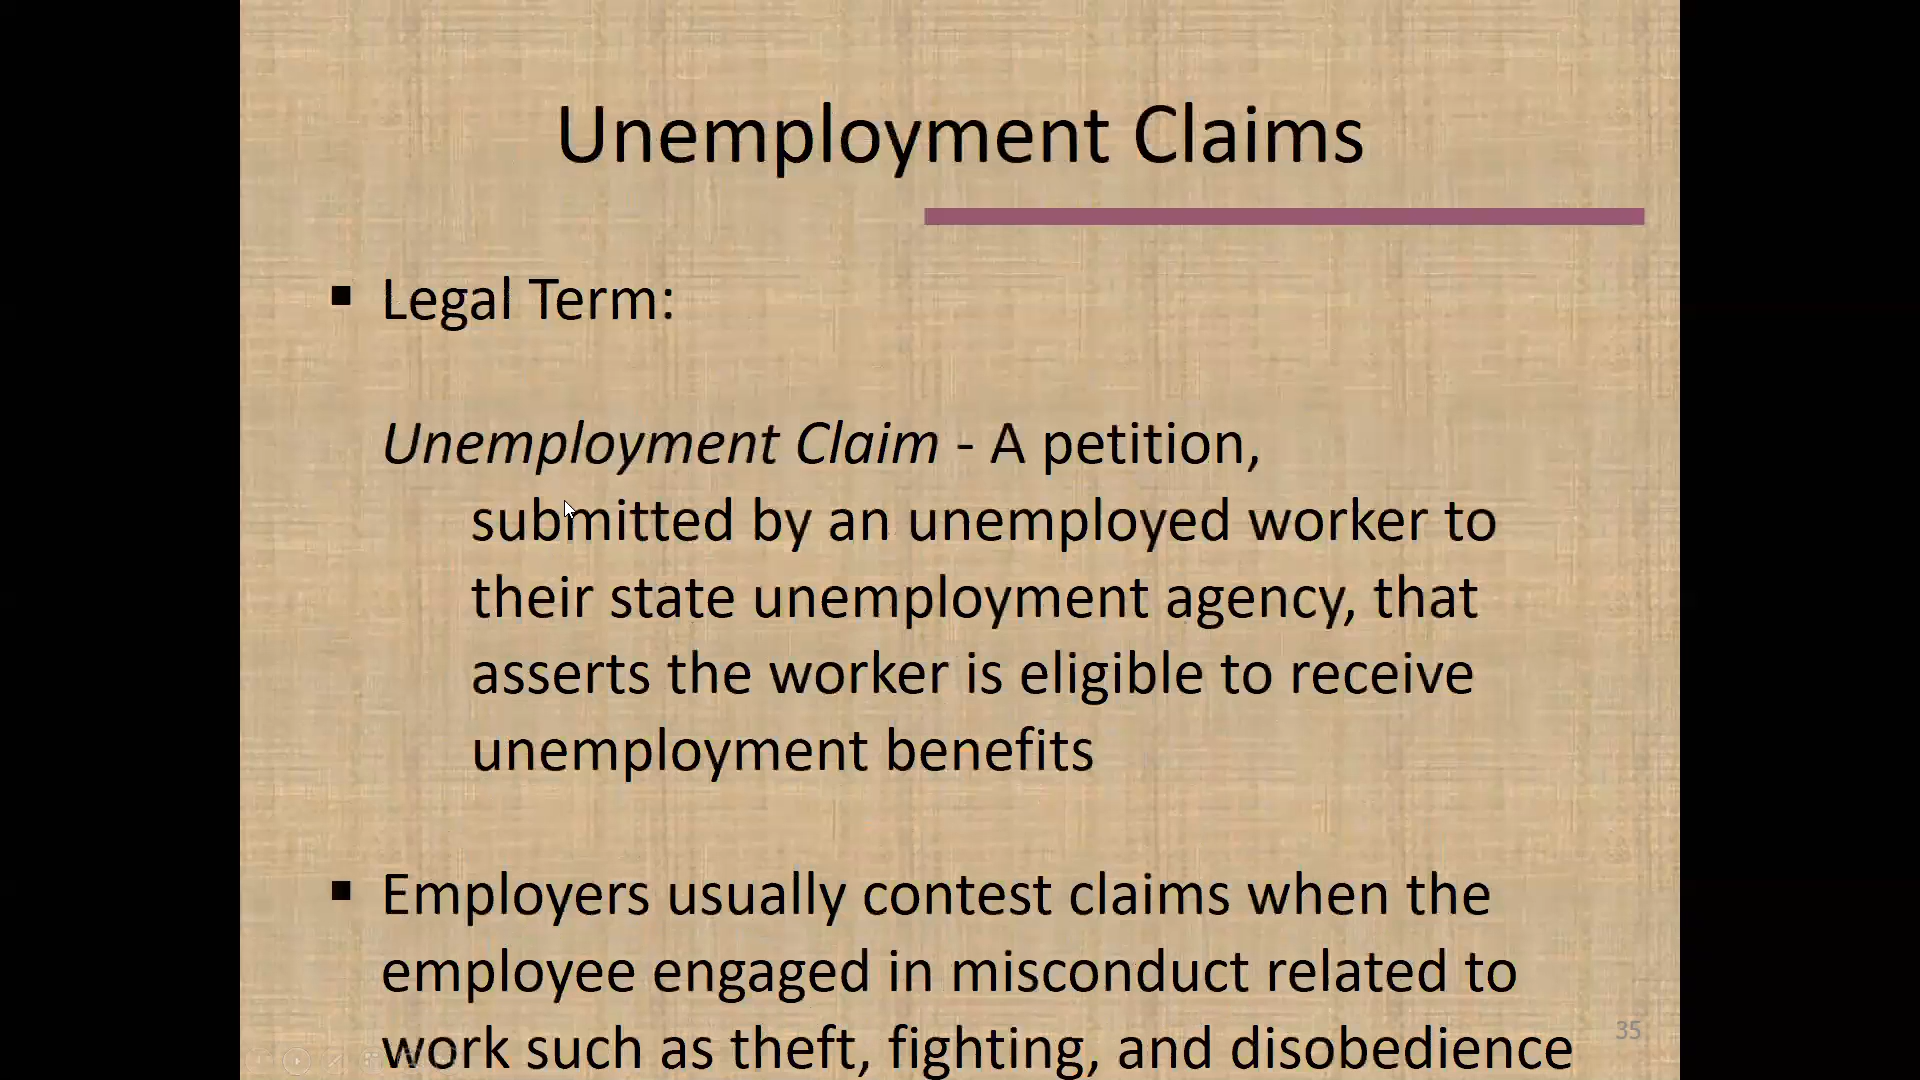 Unemployment Claims
▪ Legal Term:
Unemployment Claim - A petition,
submitted by an unemployed worker to
their state unemployment agency, that
asserts the worker is eligible to receive
unemployment benefits
▪ Employers usually contest claims when the
employee engaged in misconduct related to
work such as theft, fighting, and disobedience
35